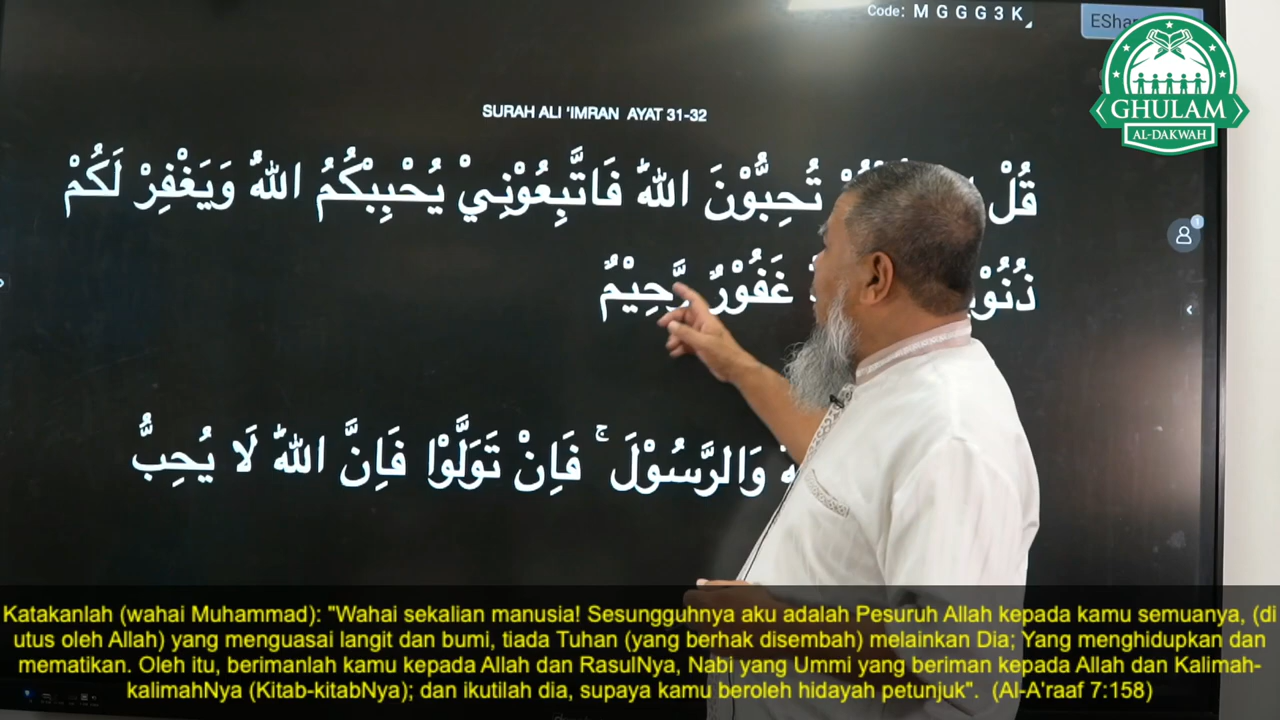 Code: M G G G 3 K
EShar
GHULAM
AL-DAKWAH
SURAH ALI 'IMRAN AYAT 31-32
قُلْ تُحِبُّوْنَ اللّٰهَ فَاتَّبِعُوْنِيْ يُحْبِبْكُمُ اللّٰهُ وَيَغْفِرْ لَكُمْ
غَفُوْرٌ رَّحِيْمٌ
وَالرَّسُوْلَ ۚ فَاِنْ تَوَلَّوْا فَاِنَّ اللّٰهَ لَا يُحِبُّ
Katakanlah (wahai Muhammad): "Wahai sekalian manusia! Sesungguhnya aku adalah Pesuruh Allah kepada kamu semuanya, (di
utus oleh Allah) yang menguasai langit dan bumi, tiada Tuhan (yang berhak disembah) melainkan Dia; Yang menghidupkan dan
mematikan. Oleh itu, berimanlah kamu kepada Allah dan RasulNya, Nabi yang Ummi yang beriman kepada Allah dan Kalimah-
kalimahNya (Kitab-kitabNya); dan ikutilah dia, supaya kamu beroleh hidayah petunjuk". (Al-A'raaf 7:158)